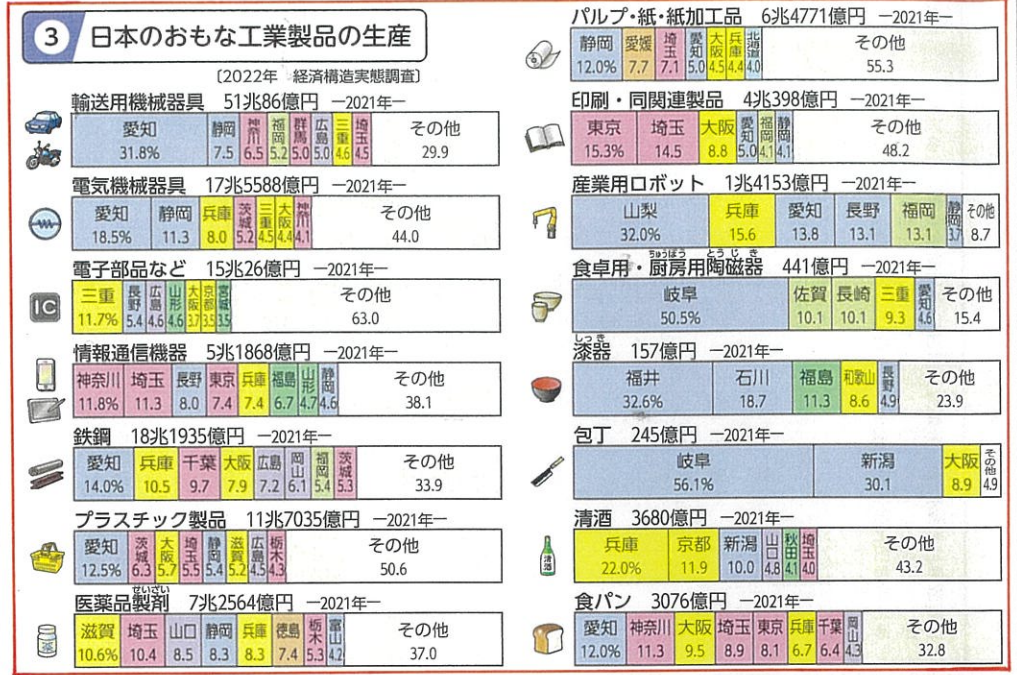 3 日本のおもな工業製品の生産
〔2022年 経済構造実態調査〕
輸送用機械器具 51兆86億円 —2021年—
愛知 31.8% 静岡 7.5 神奈川 6.5 福岡 5.2 群馬 5.0 広島 5.0 三重 4.6 埼玉 4.5 その他 29.9
電気機械器具 17兆5588億円 —2021年—
愛知 18.5% 静岡 11.3 兵庫 8.0 茨城 5.2 三重 4.5 大阪 4.4 神奈川 4.1 その他 44.0
電子部品など 15兆26億円 —2021年—
IC
三重 11.7% 長野 5.4 広島 4.6 山形 4.6 大阪 3.7 京都 3.5 宮城 3.5 その他 63.0
情報通信機器 5兆1868億円 —2021年—
神奈川 11.8% 埼玉 11.3 長野 8.0 東京 7.4 兵庫 7.4 福島 6.7 山形 4.7 静岡 4.6 その他 38.1
鉄鋼 18兆1935億円 —2021年—
愛知 14.0% 兵庫 10.5 千葉 9.7 大阪 7.9 広島 7.2 岡山 6.1 福岡 5.4 茨城 5.3 その他 33.9
プラスチック製品 11兆7035億円 —2021年—
愛知 12.5% 茨城 6.3 大阪 5.7 埼玉 5.5 静岡 5.4 滋賀 5.2 広島 4.5 栃木 4.3 その他 50.6
せいざい
医薬品製剤 7兆2564億円 —2021年—
薬
滋賀 10.6% 埼玉 10.4 山口 8.5 静岡 8.3 兵庫 8.3 徳島 7.4 栃木 5.3 富山 4.2 その他 37.0
パルプ・紙・紙加工品 6兆4771億円 —2021年—
静岡 12.0% 愛媛 7.7 埼玉 7.1 愛知 5.0 大阪 4.5 兵庫 4.4 北海道 4.0 その他 55.3
印刷・同関連製品 4兆398億円 —2021年—
東京 15.3% 埼玉 14.5 大阪 8.8 愛知 5.0 福岡 4.1 静岡 4.1 その他 48.2
産業用ロボット 1兆4153億円 —2021年—
山梨 32.0% 兵庫 15.6 愛知 13.8 長野 13.1 福岡 13.1 静岡 3.7 その他 8.7
ちゅうぼう とうじき
食卓用・厨房用陶磁器 441億円 —2021年—
岐阜 50.5% 佐賀 10.1 長崎 10.1 三重 9.3 愛知 4.6 その他 15.4
しっき
漆器 157億円 —2021年—
福井 32.6% 石川 18.7 福島 11.3 和歌山 8.6 長野 4.9 その他 23.9
包丁 245億円 —2021年—
岐阜 56.1% 新潟 30.1 大阪 8.9 その他 4.9
清酒 3680億円 —2021年—
清酒
兵庫 22.0% 京都 11.9 新潟 10.0 山口 4.8 秋田 4.1 埼玉 4.0 その他 43.2
食パン 3076億円 —2021年—
愛知 12.0% 神奈川 11.3 大阪 9.5 埼玉 8.9 東京 8.1 兵庫 6.7 千葉 6.4 岡山 4.3 その他 32.8